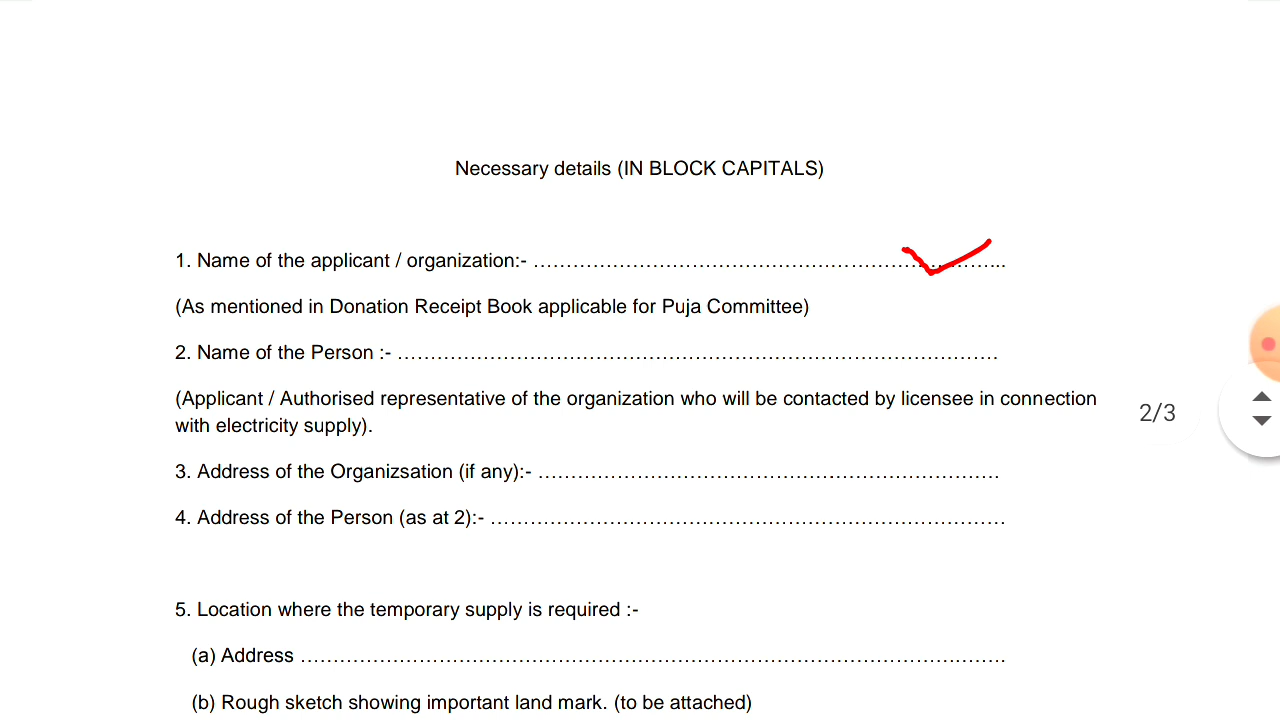 Necessary details (IN BLOCK CAPITALS)
1. Name of the applicant / organization:- ……………………………………………………………..
(As mentioned in Donation Receipt Book applicable for Puja Committee)
2. Name of the Person :- ………………………………………………………………………………
(Applicant / Authorised representative of the organization who will be contacted by licensee in connection
with electricity supply).
2/3
3. Address of the Organizsation (if any):- ……………………………………………………………
4. Address of the Person (as at 2):- ……………………………………………………………………
5. Location where the temporary supply is required :-
(a) Address ……………………………………………………………………………………………
(b) Rough sketch showing important land mark. (to be attached)